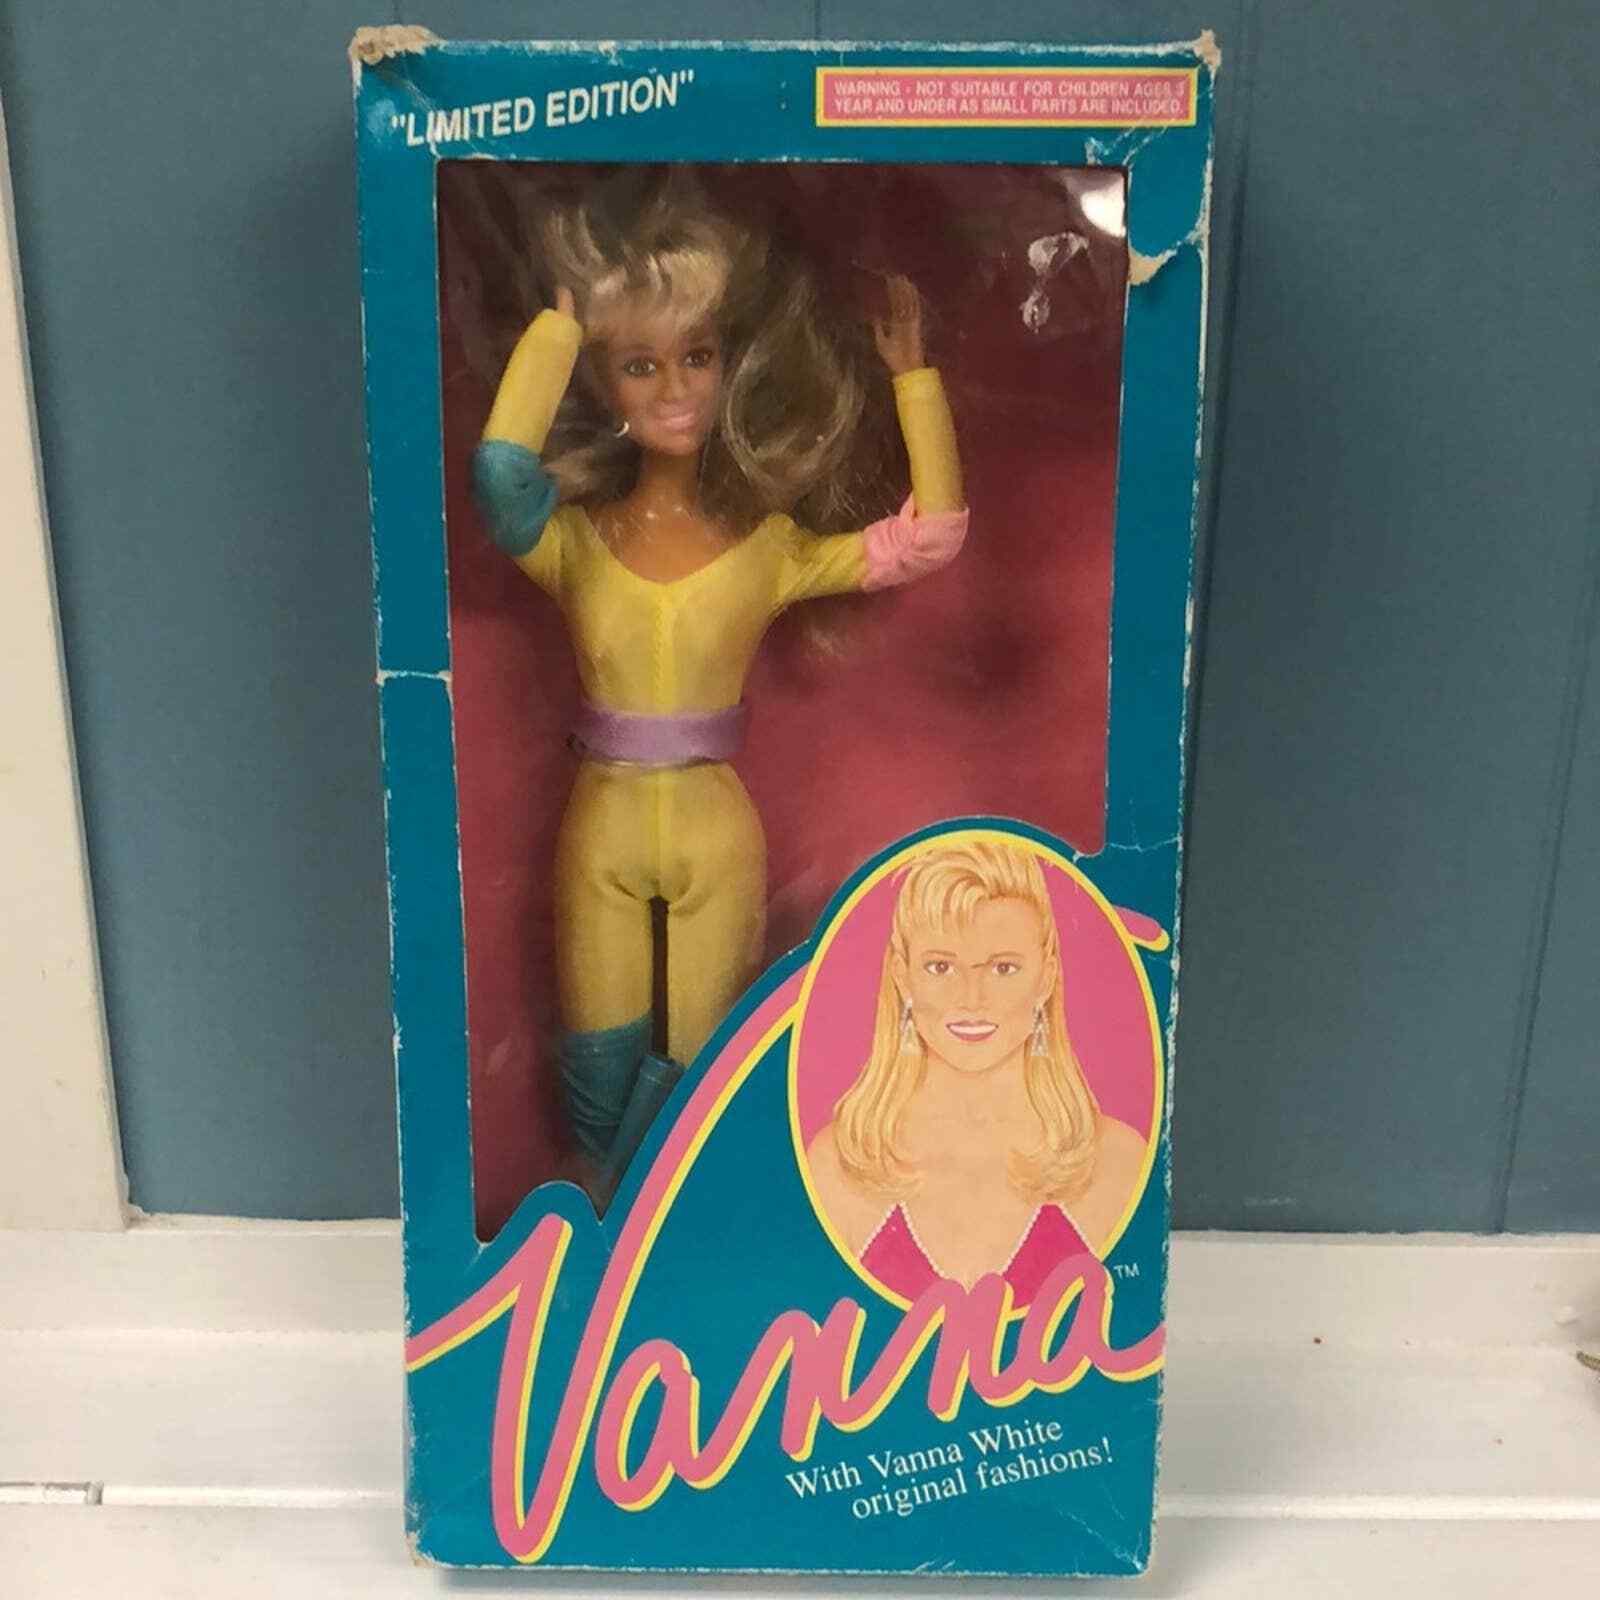 "LIMITED EDITION"
WARNING - NOT SUITABLE FOR CHILDREN AGES 3
YEAR AND UNDER AS SMALL PARTS ARE INCLUDED.
Vanna™
With Vanna White
original fashions!